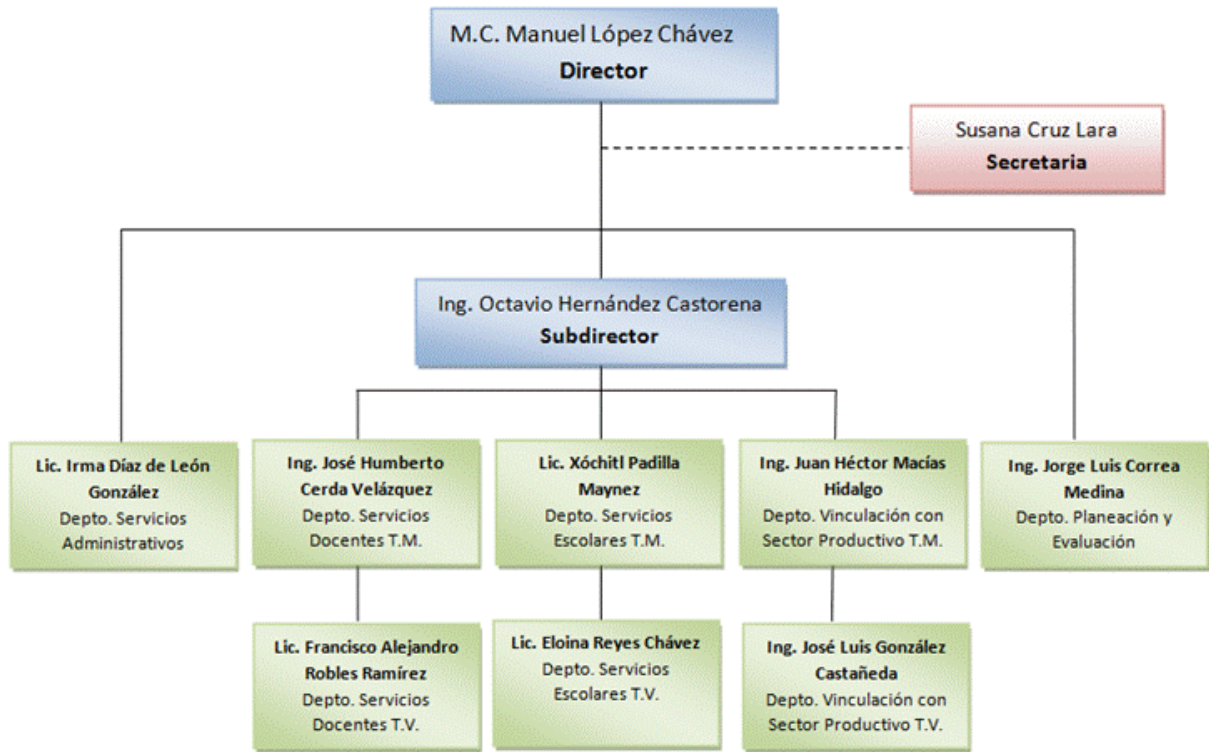 M.C. Manuel López Chávez
Director
Susana Cruz Lara
Secretaria
Ing. Octavio Hernández Castorena
Subdirector
Lic. Irma Díaz de León
González
Depto. Servicios
Administrativos
Ing. José Humberto
Cerda Velázquez
Depto. Servicios
Docentes T.M.
Lic. Xóchitl Padilla
Maynez
Depto. Servicios
Escolares T.M.
Ing. Juan Héctor Macías
Hidalgo
Depto. Vinculación con
Sector Productivo T.M.
Ing. Jorge Luis Correa
Medina
Depto. Planeación y
Evaluación
Lic. Francisco Alejandro
Robles Ramírez
Depto. Servicios
Docentes T.V.
Lic. Eloina Reyes Chávez
Depto. Servicios
Escolares T.V.
Ing. José Luis González
Castañeda
Depto. Vinculación con
Sector Productivo T.V.